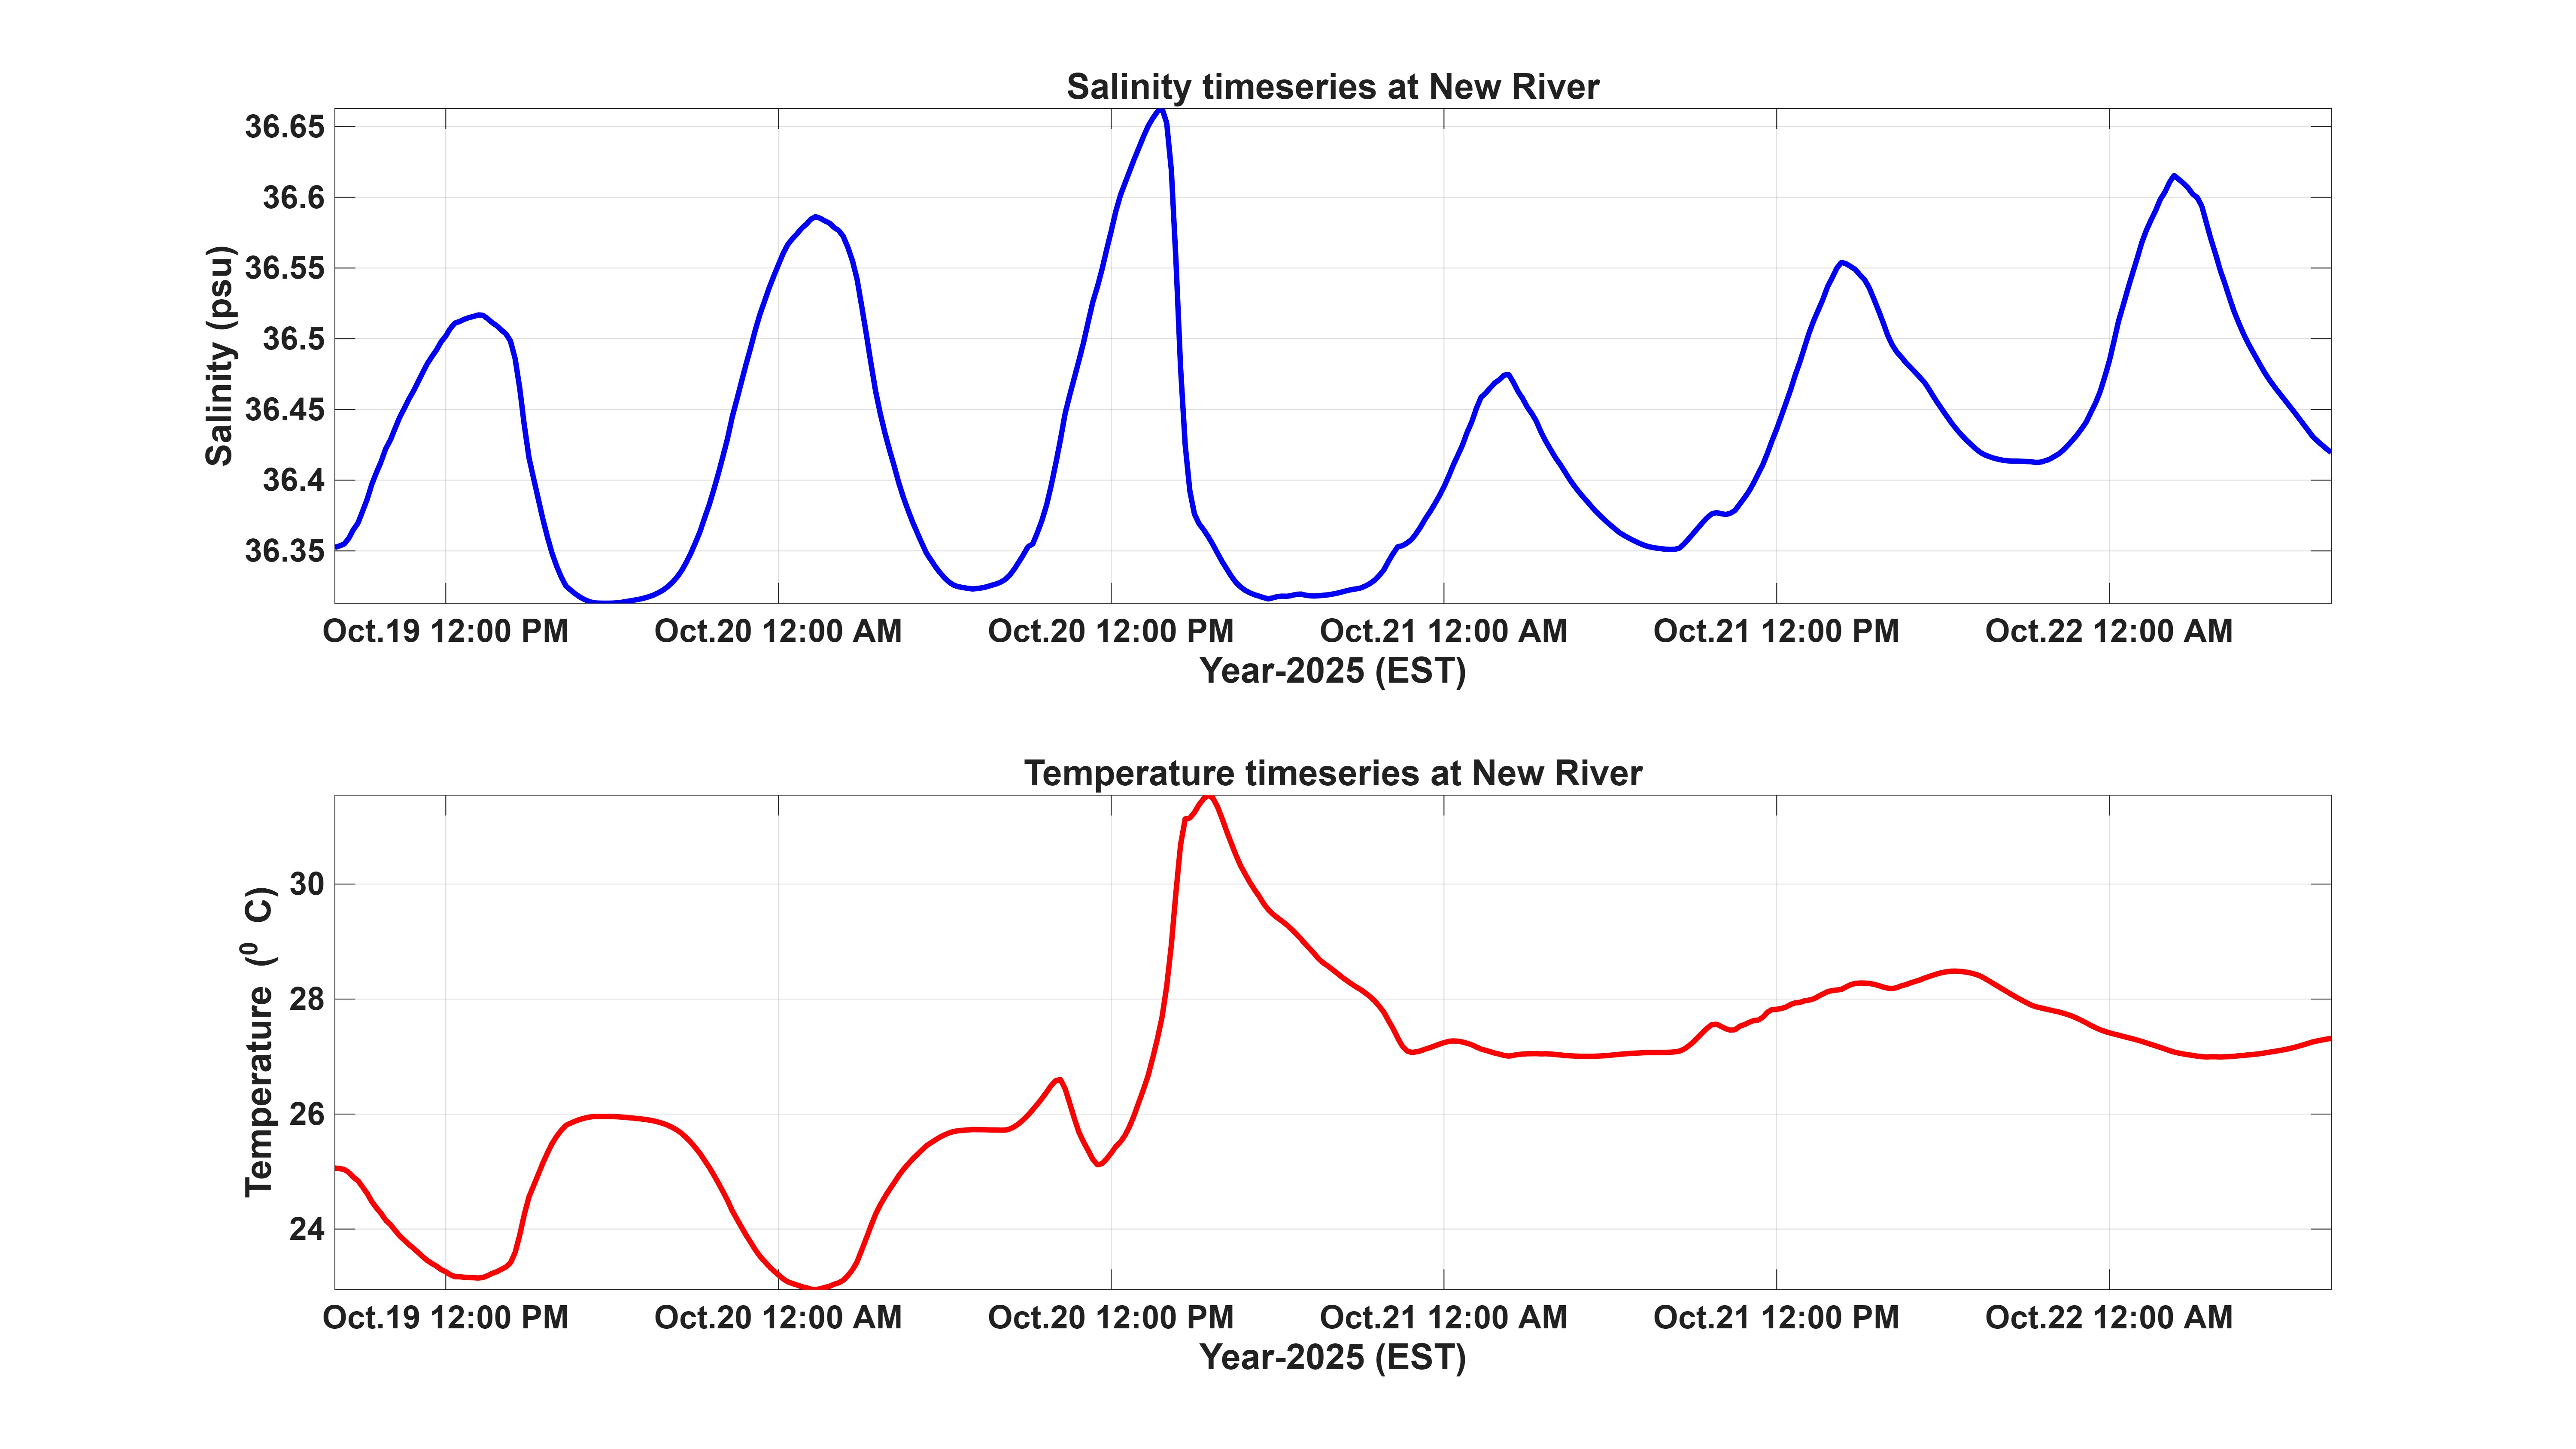 Salinity timeseries at New River
Salinity (psu)
36.65
36.6
36.55
36.5
36.45
36.4
36.35
Oct.19 12:00 PM Oct.20 12:00 AM Oct.20 12:00 PM Oct.21 12:00 AM Oct.21 12:00 PM Oct.22 12:00 AM
Year-2025 (EST)
Temperature timeseries at New River
Temperature (⁰ C)
30
28
26
24
Oct.19 12:00 PM Oct.20 12:00 AM Oct.20 12:00 PM Oct.21 12:00 AM Oct.21 12:00 PM Oct.22 12:00 AM
Year-2025 (EST)